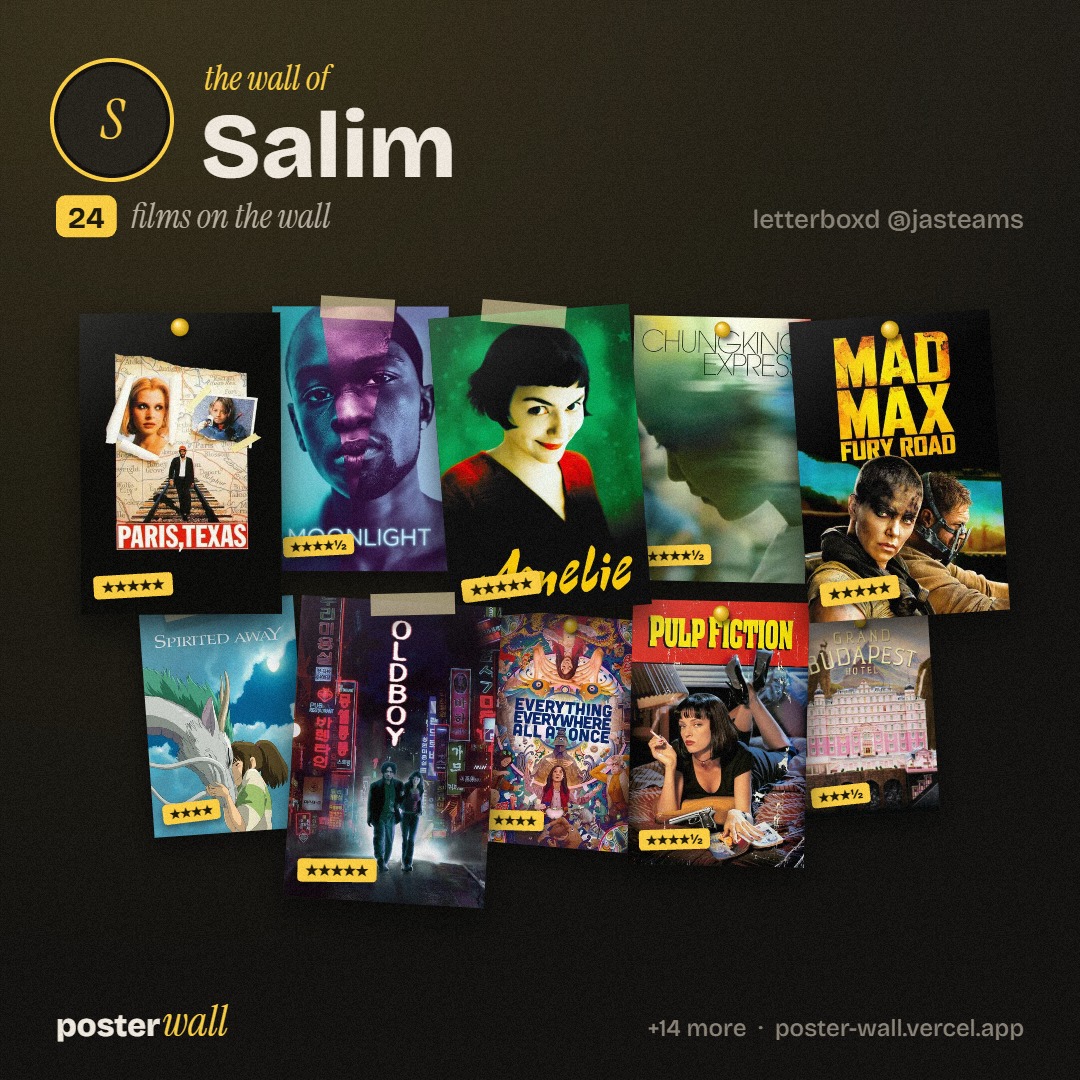 S
the wall of
Salim
24 films on the wall
letterboxd @jasteams
PARIS,TEXAS
★★★★★
MOONLIGHT
★★★★½
Amelie
★★★★★
CHUNGKING
EXPRESS
★★★★½
MAD
MAX
FURY ROAD
★★★★★
SPIRITED AWAY
★★★★
OLDBOY
★★★★★
EVERYTHING
EVERYWHERE
ALL AT ONCE
★★★★
PULP FICTION
★★★★½
GRAND
BUDAPEST
HOTEL
★★★½
posterwall
+14 more · poster-wall.vercel.app